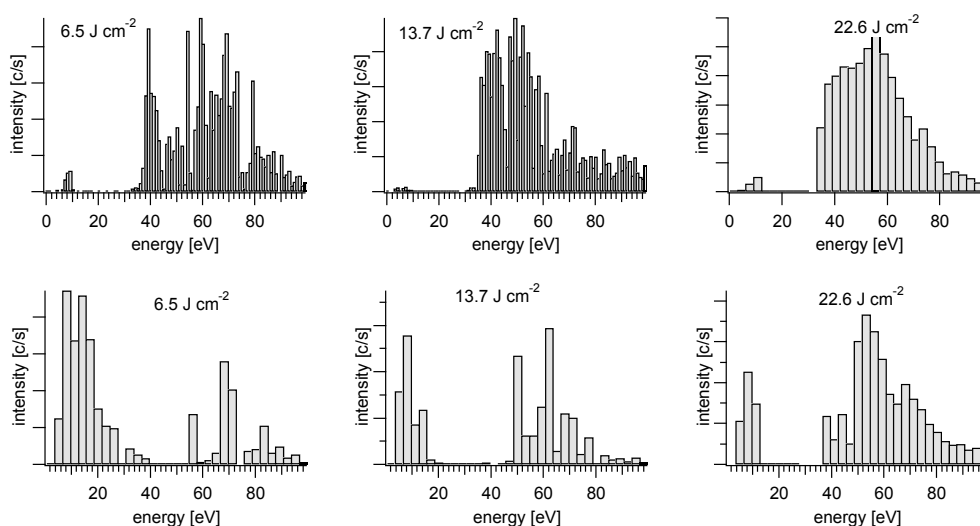 6.5 J cm-2
intensity [c/s]
0 20 40 60 80
energy [eV]
13.7 J cm-2
intensity [c/s]
0 20 40 60 80
energy [eV]
22.6 J cm-2
intensity [c/s]
0 20 40 60 80
energy [eV]
6.5 J cm-2
intensity [c/s]
20 40 60 80
energy [eV]
13.7 J cm-2
intensity [c/s]
20 40 60 80
energy [eV]
22.6 J cm-2
intensity [c/s]
20 40 60 80
energy [eV]